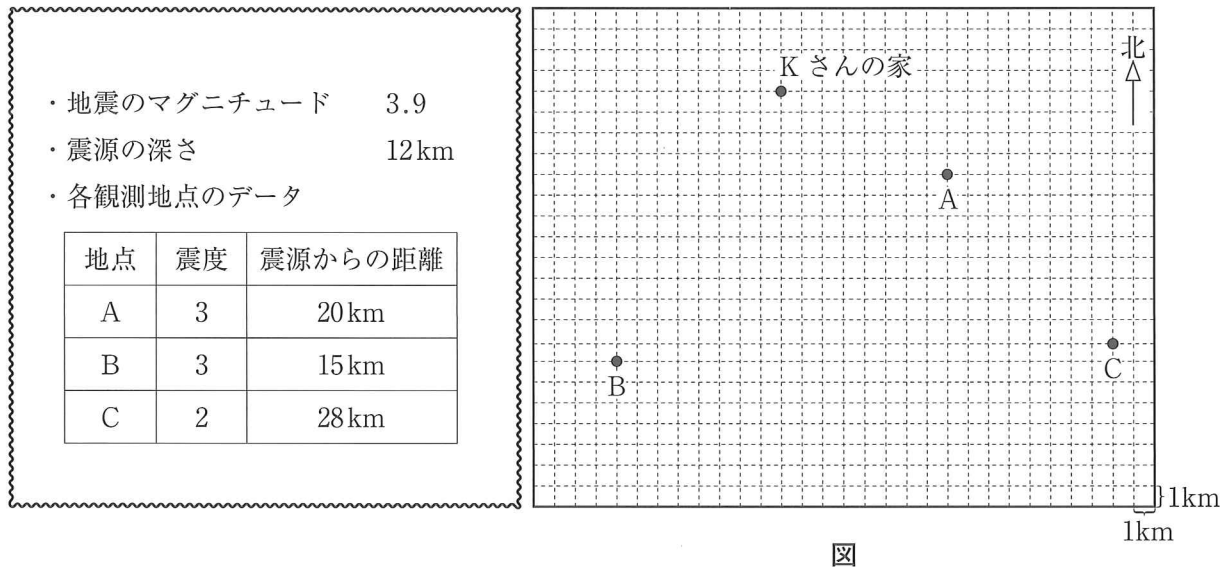 ・地震のマグニチュード 3.9
・震源の深さ 12km
・各観測地点のデータ
地点 震度 震源からの距離
A 3 20km
B 3 15km
C 2 28km
Kさんの家
北
A
B
C
1km
1km
図